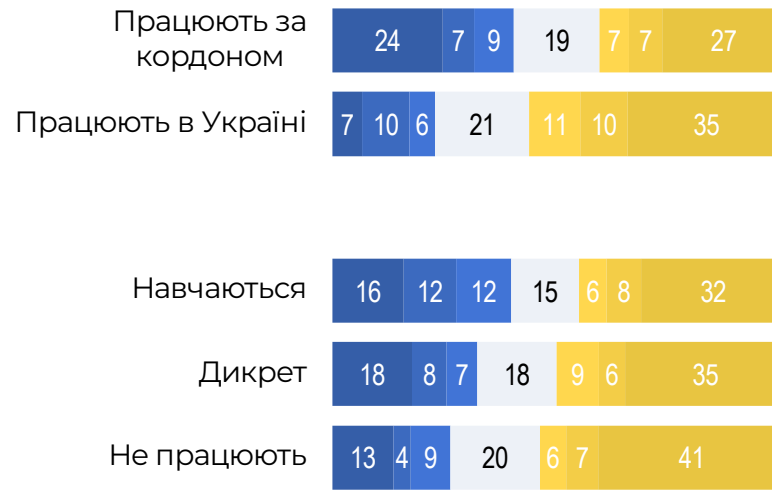 Працюють за
кордоном
24 7 9 19 7 7 27
Працюють в Україні
7 10 6 21 11 10 35
Навчаються
16 12 12 15 6 8 32
Дикрет
18 8 7 18 9 6 35
Не працюють
13 4 9 20 6 7 41